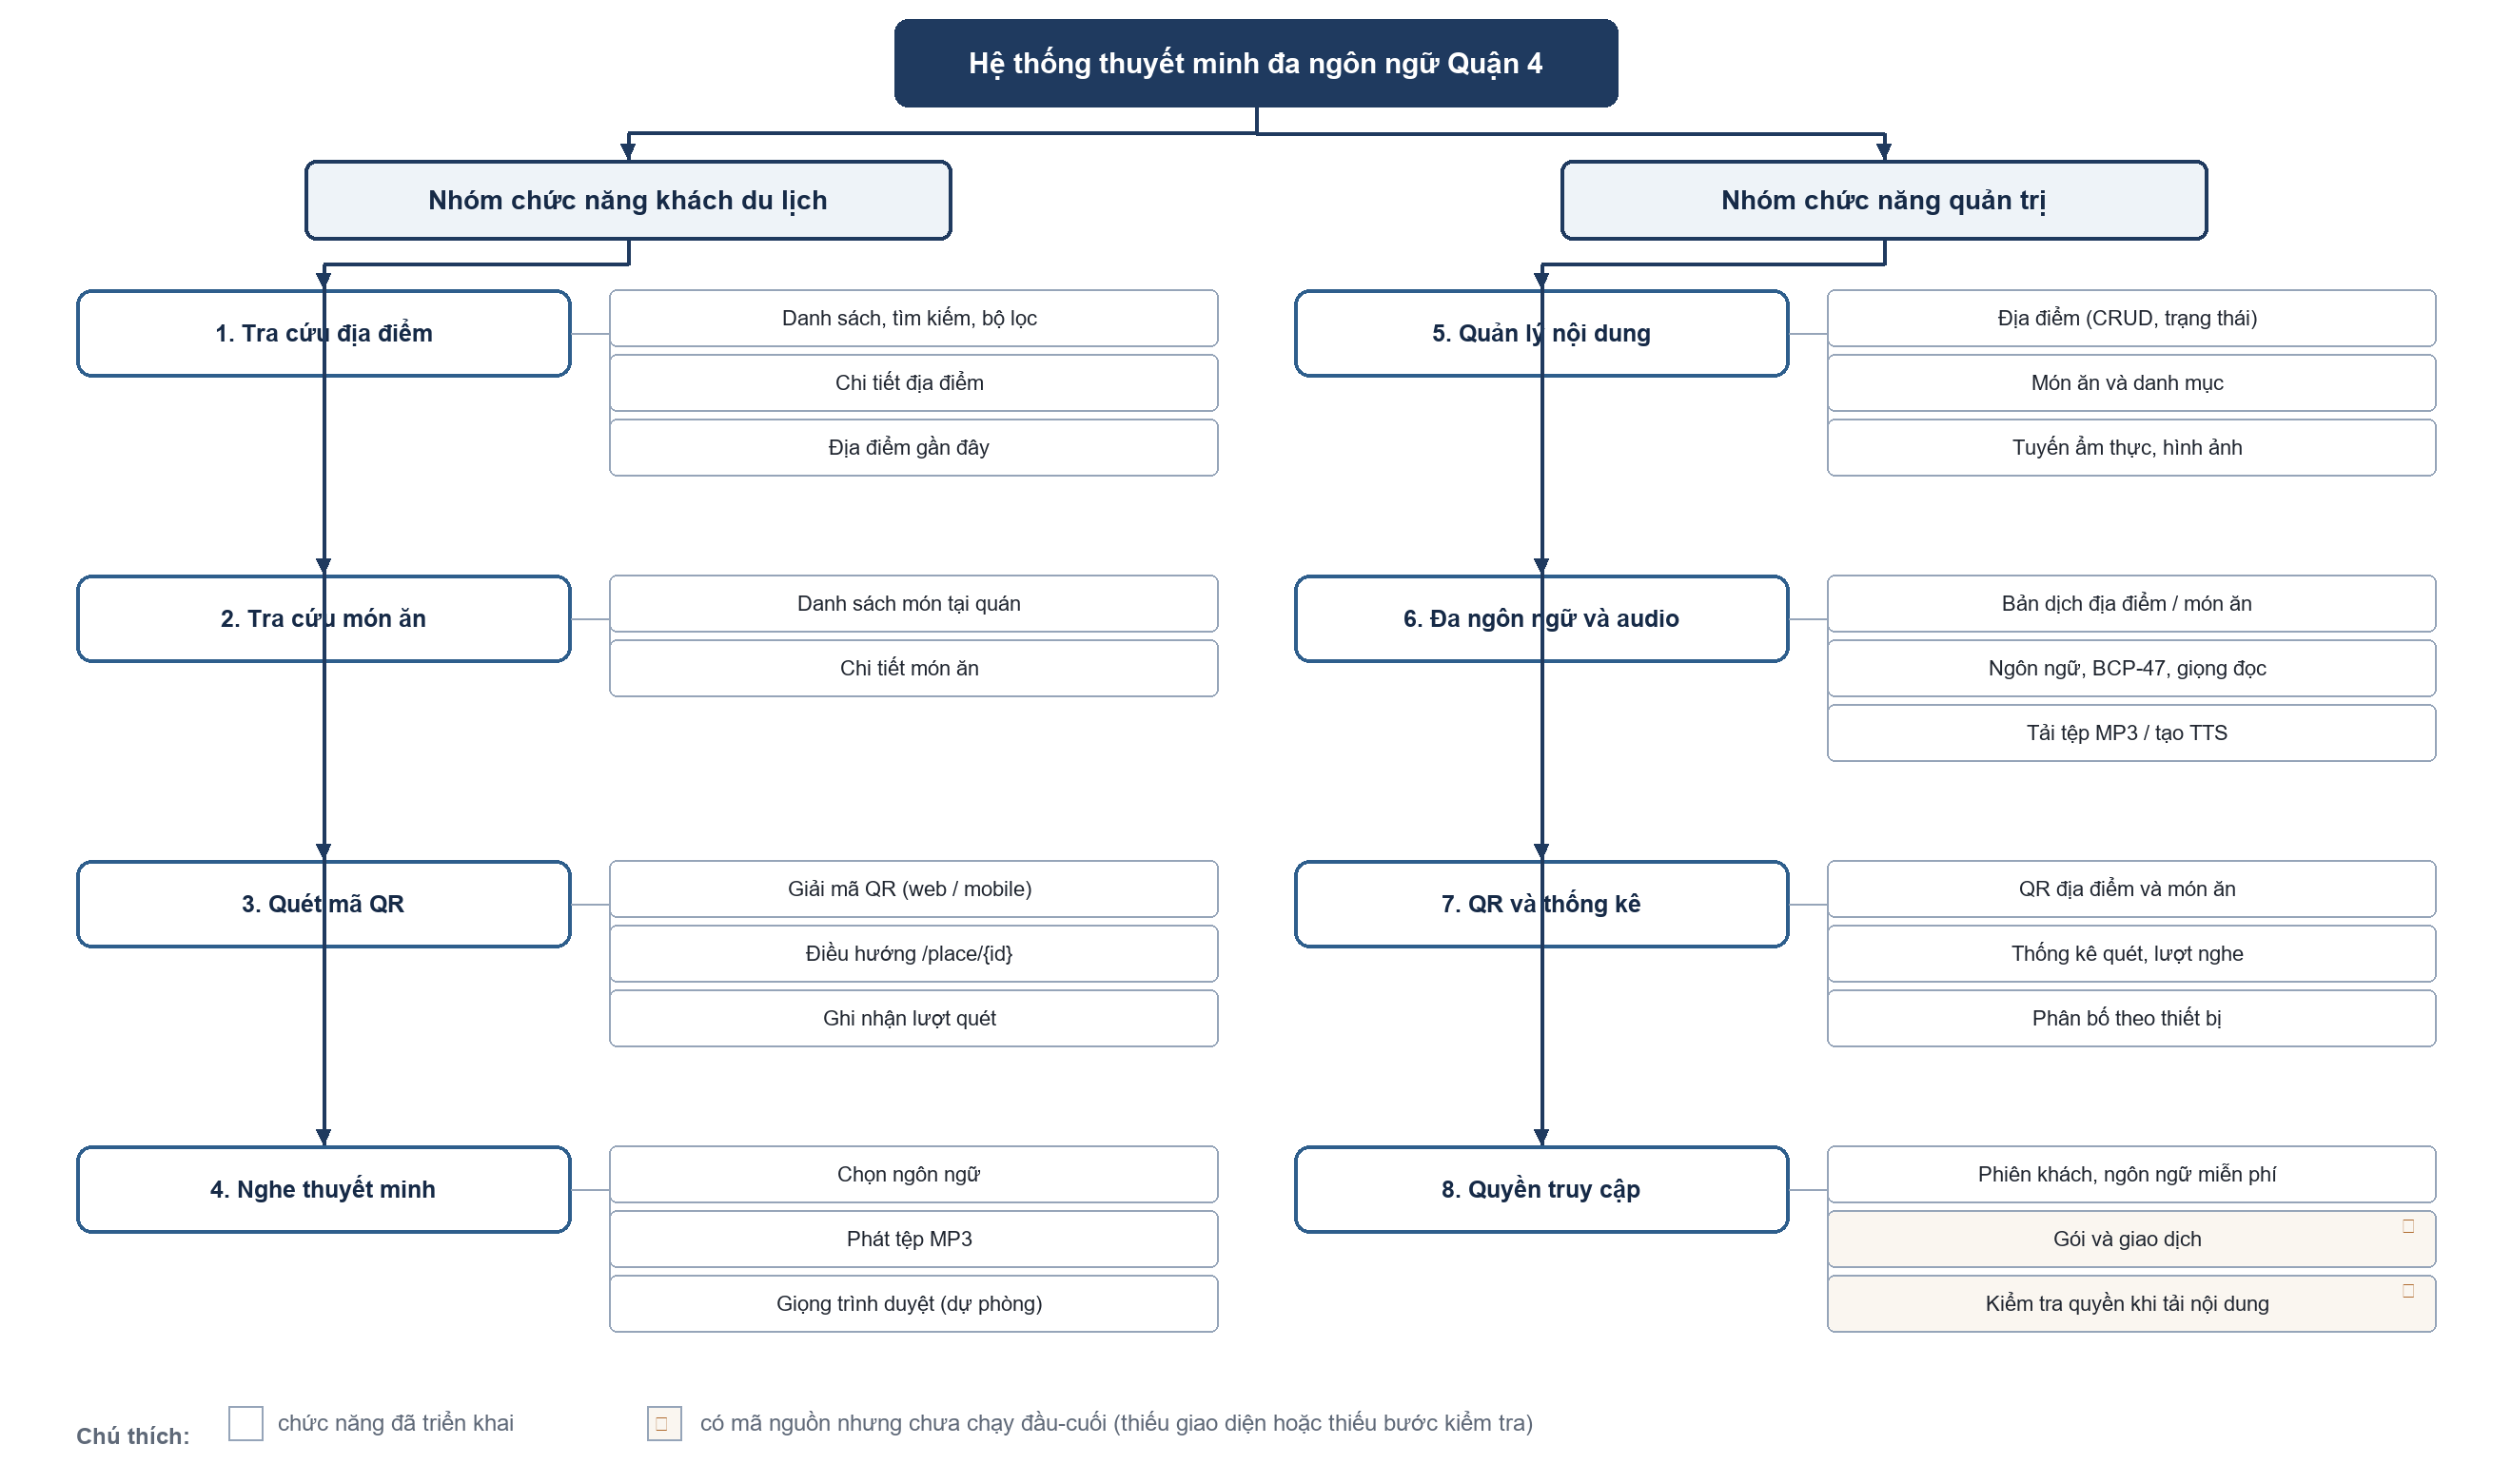 Hệ thống thuyết minh đa ngôn ngữ Quận 4
Nhóm chức năng khách du lịch
Nhóm chức năng quản trị
1. Tra cứu địa điểm
Danh sách, tìm kiếm, bộ lọc
Chi tiết địa điểm
Địa điểm gần đây
2. Tra cứu món ăn
Danh sách món tại quán
Chi tiết món ăn
3. Quét mã QR
Giải mã QR (web / mobile)
Điều hướng /place/{id}
Ghi nhận lượt quét
4. Nghe thuyết minh
Chọn ngôn ngữ
Phát tệp MP3
Giọng trình duyệt (dự phòng)
5. Quản lý nội dung
Địa điểm (CRUD, trạng thái)
Món ăn và danh mục
Tuyến ẩm thực, hình ảnh
6. Đa ngôn ngữ và audio
Bản dịch địa điểm / món ăn
Ngôn ngữ, BCP-47, giọng đọc
Tải tệp MP3 / tạo TTS
7. QR và thống kê
QR địa điểm và món ăn
Thống kê quét, lượt nghe
Phân bố theo thiết bị
8. Quyền truy cập
Phiên khách, ngôn ngữ miễn phí
Gói và giao dịch
Kiểm tra quyền khi tải nội dung
Chú thích:
chức năng đã triển khai
có mã nguồn nhưng chưa chạy đầu-cuối (thiếu giao diện hoặc thiếu bước kiểm tra)